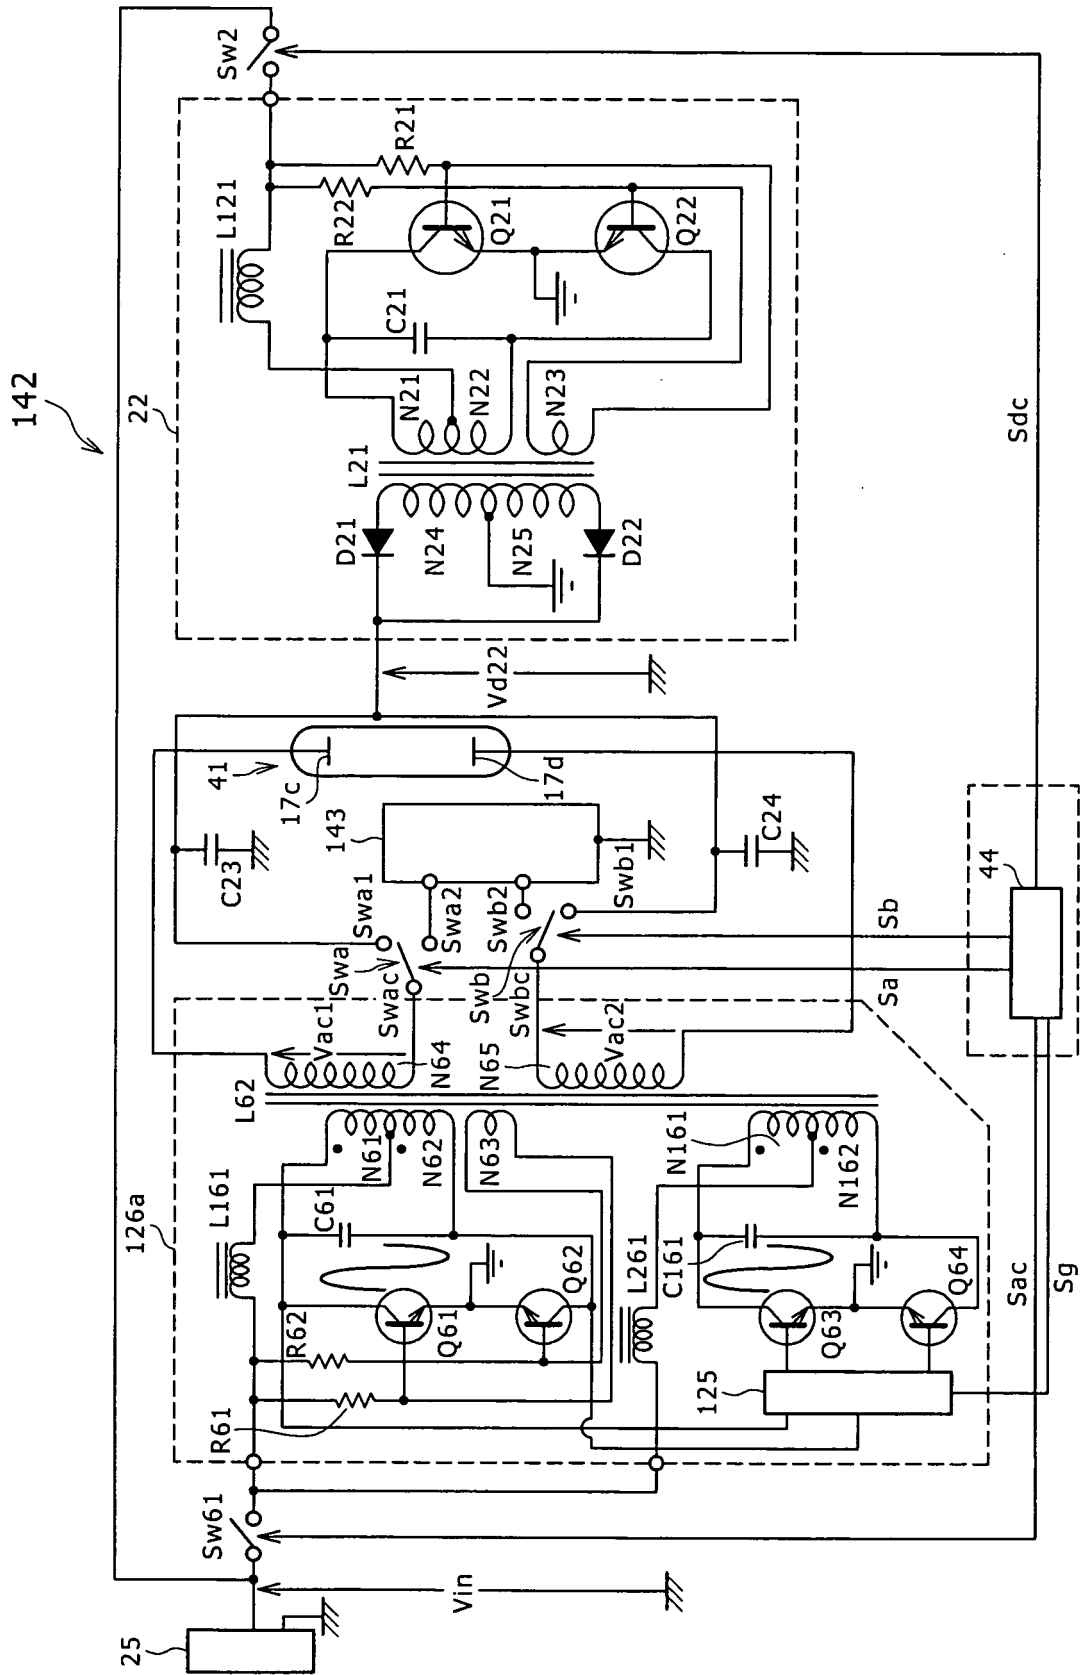 142
Sw2
22
L121
R21
R22
Q21
Q22
C21
N21
N22
N23
L21
D21
N24
N25
D22
Vd22
Sdc
41
17c
17d
143
C23
C24
44
Swa1
Swa2
Swb2
Swb1
Swa
Swac
Swb
Swbc
Sb
Sa
Vac1
Vac2
N64
N65
L62
N61
N62
N63
N161
N162
126a
L161
C61
L261
C161
R62
Q61
Q62
Q63
Q64
Sac
Sg
125
R61
Sw61
Vin
25